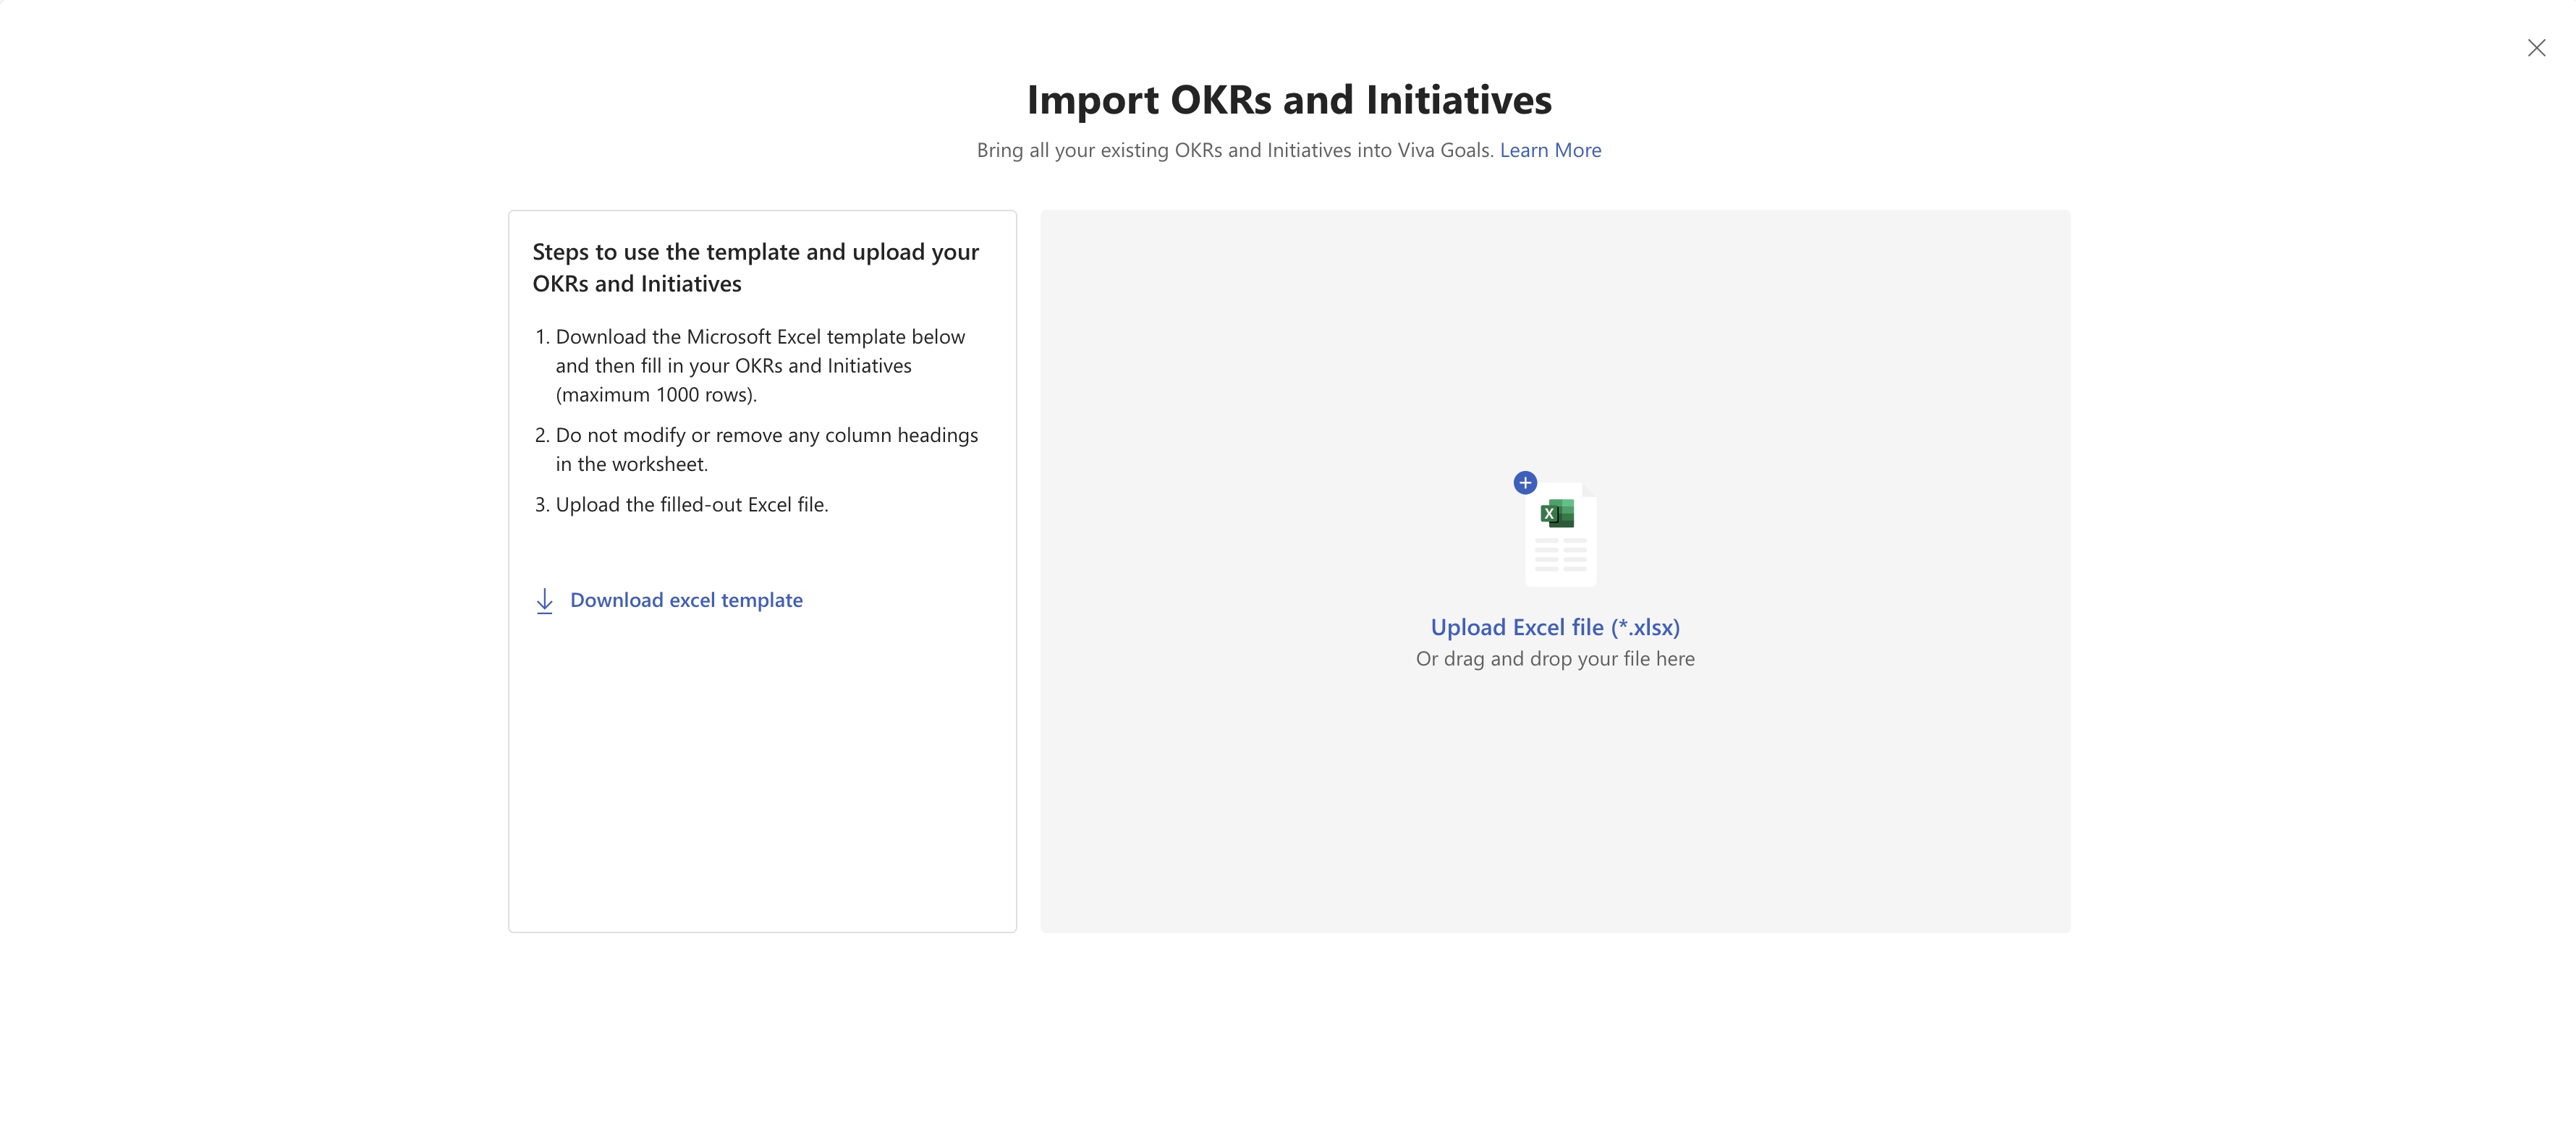 Import OKRs and Initiatives
Bring all your existing OKRs and Initiatives into Viva Goals. Learn More
Steps to use the template and upload your
OKRs and Initiatives
1. Download the Microsoft Excel template below
and then fill in your OKRs and Initiatives
(maximum 1000 rows).
2. Do not modify or remove any column headings
in the worksheet.
3. Upload the filled-out Excel file.
Download excel template
X
Upload Excel file (*.xlsx)
Or drag and drop your file here